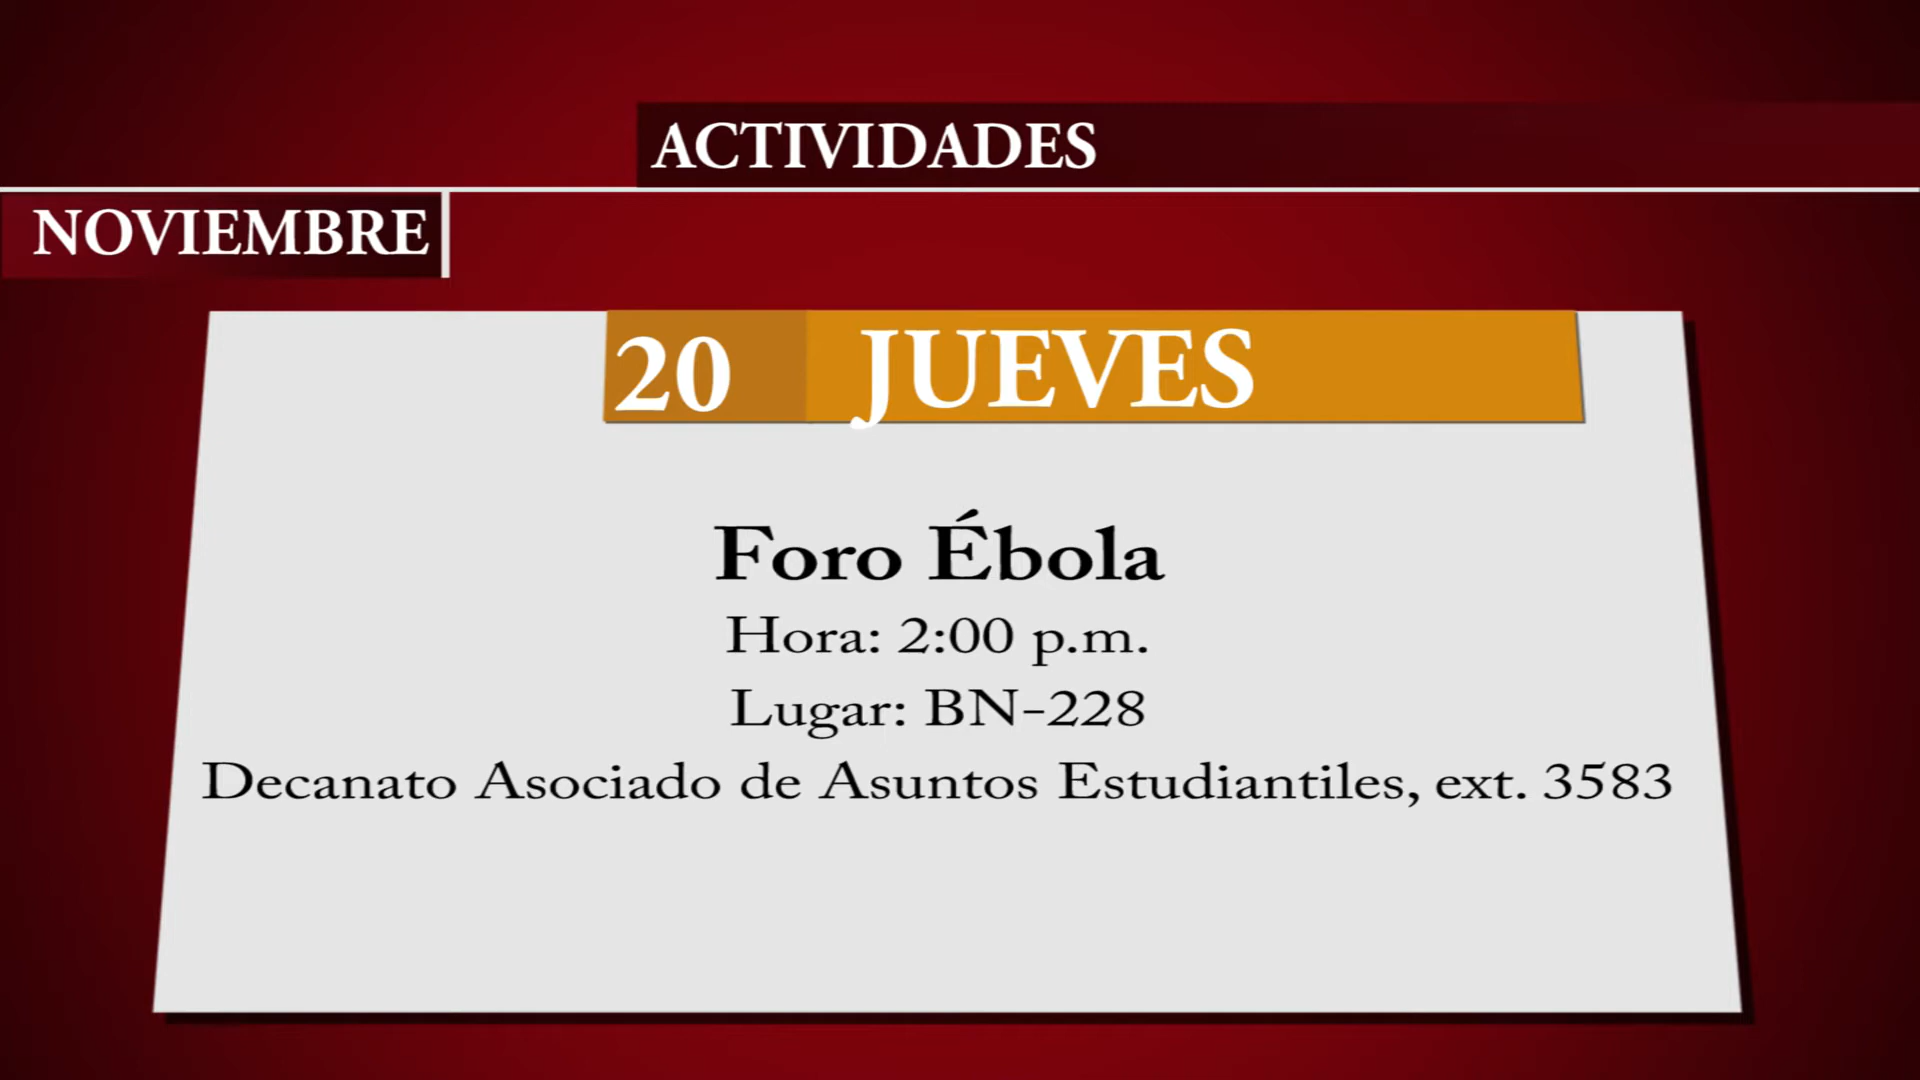 ACTIVIDADES
NOVIEMBRE
20 JUEVES
Foro Ébola
Hora: 2:00 p.m.
Lugar: BN-228
Decanato Asociado de Asuntos Estudiantiles, ext. 3583